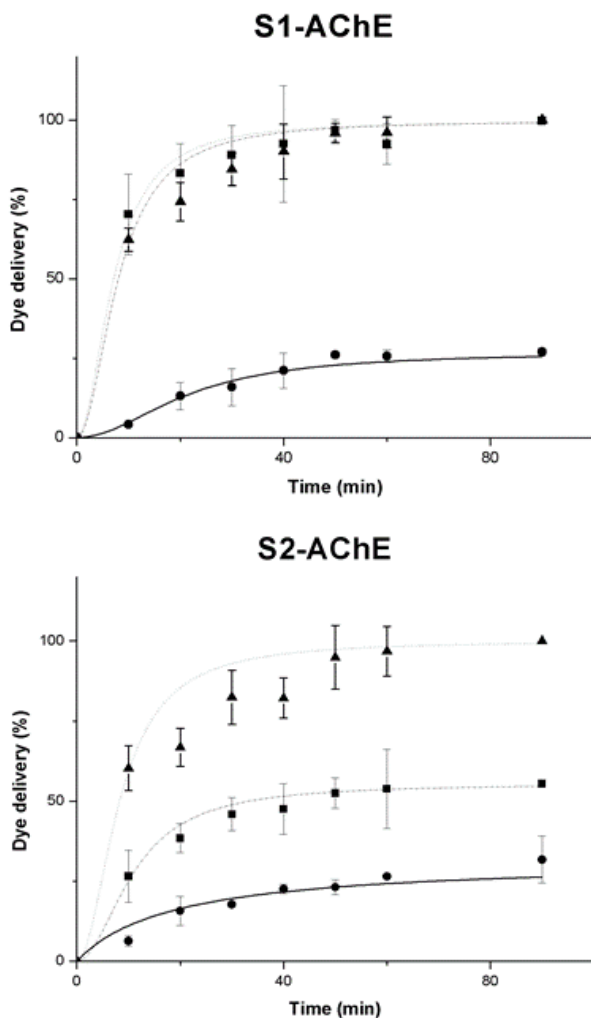 S1-AChE
100
50
0
Dye delivery (%)
0 40 80
Time (min)
S2-AChE
100
50
0
Dye delivery (%)
0 40 80
Time (min)